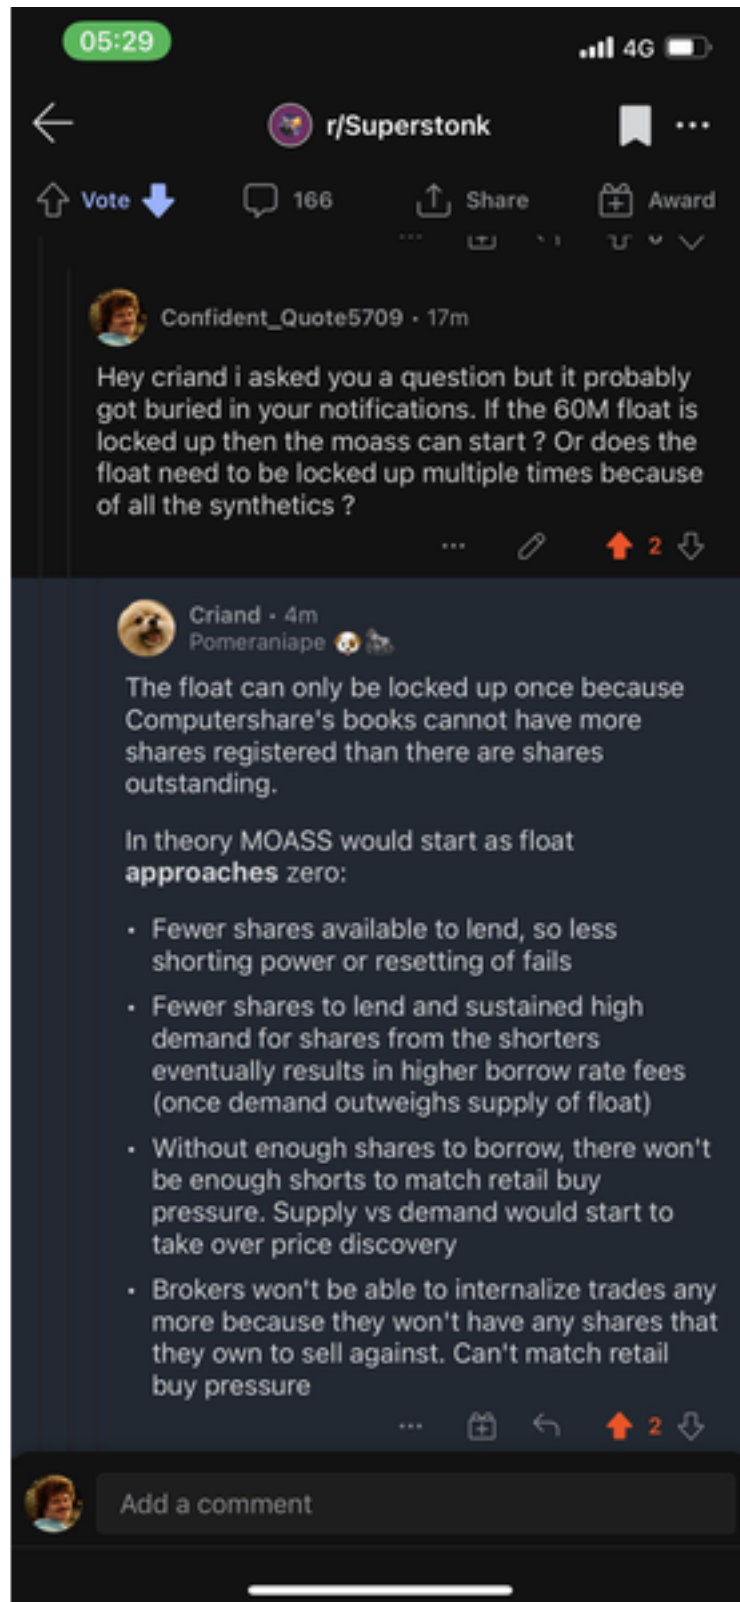 05:29
4G
r/Superstonk
Vote
166
Share
Award
Confident_Quote5709 · 17m
Hey criand i asked you a question but it probably
got buried in your notifications. If the 60M float is
locked up then the moass can start ? Or does the
float need to be locked up multiple times because
of all the synthetics ?
2
Criand · 4m
Pomeraniape
The float can only be locked up once because
Computershare's books cannot have more
shares registered than there are shares
outstanding.
In theory MOASS would start as float
approaches zero:
• Fewer shares available to lend, so less
shorting power or resetting of fails
• Fewer shares to lend and sustained high
demand for shares from the shorters
eventually results in higher borrow rate fees
(once demand outweighs supply of float)
• Without enough shares to borrow, there won't
be enough shorts to match retail buy
pressure. Supply vs demand would start to
take over price discovery
• Brokers won't be able to internalize trades any
more because they won't have any shares that
they own to sell against. Can't match retail
buy pressure
2
Add a comment